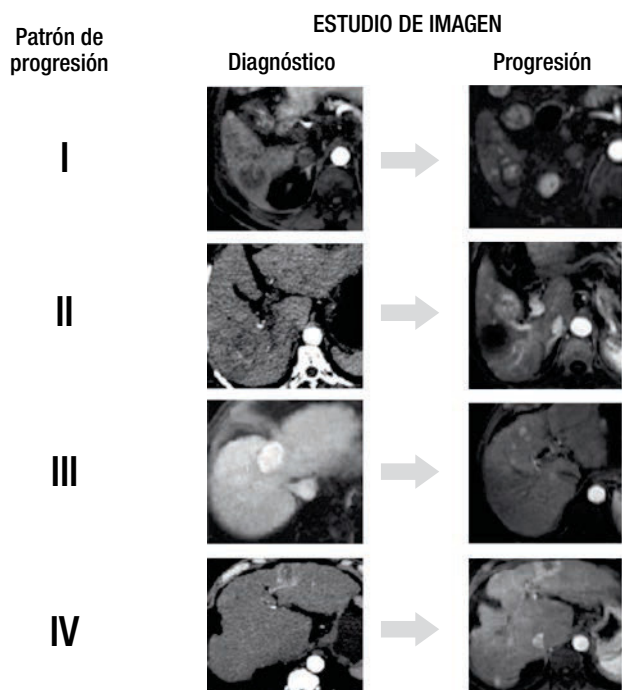 ESTUDIO DE IMAGEN
Patrón de
progresión
Diagnóstico
Progresión
I
II
III
IV